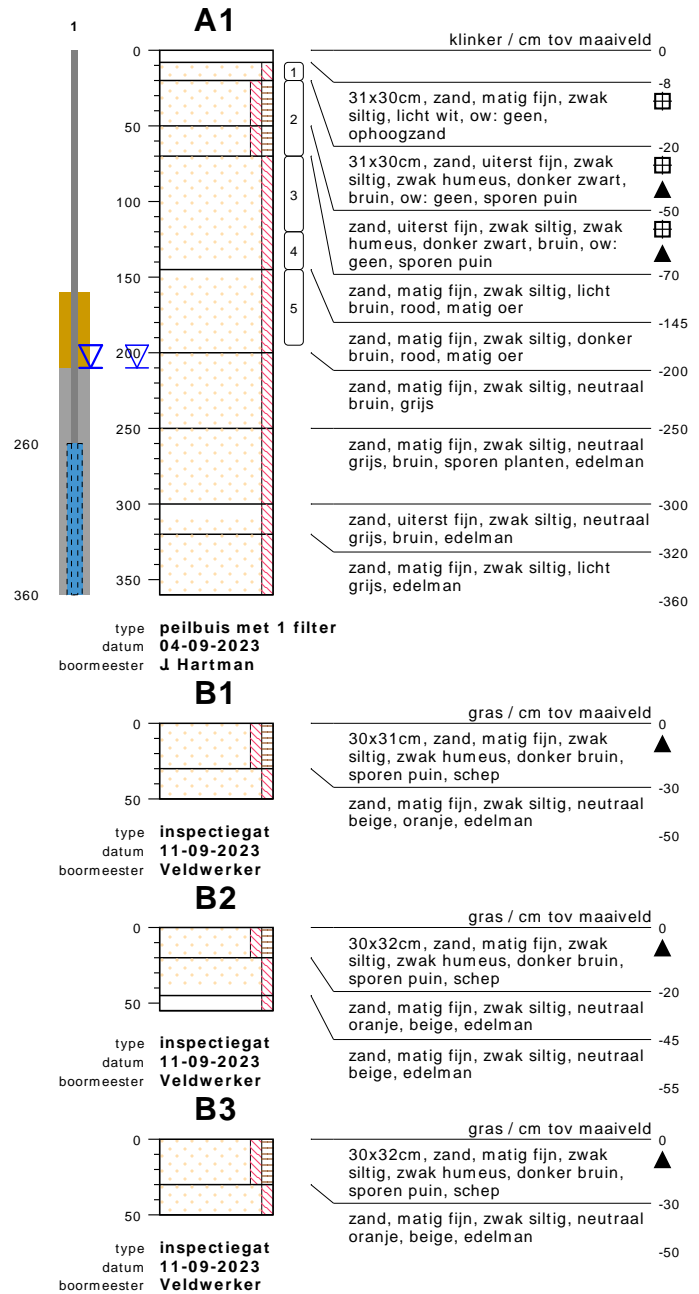 A1
1
klinker / cm tov maaiveld
0
0
-8
1
31x30cm, zand, matig fijn, zwak
siltig, licht wit, ow: geen,
ophoogzand
-20
2
50
31x30cm, zand, uiterst fijn, zwak
siltig, zwak humeus, donker zwart,
bruin, ow: geen, sporen puin
-50
zand, uiterst fijn, zwak siltig, zwak
humeus, donker zwart, bruin, ow:
geen, sporen puin
-70
3
100
4
150
5
zand, matig fijn, zwak siltig, licht
bruin, rood, matig oer
-145
zand, matig fijn, zwak siltig, donker
bruin, rood, matig oer
-200
200
zand, matig fijn, zwak siltig, neutraal
bruin, grijs
-250
250
260
zand, matig fijn, zwak siltig, neutraal
grijs, bruin, sporen planten, edelman
-300
300
zand, uiterst fijn, zwak siltig, neutraal
grijs, bruin, edelman
-320
350
zand, matig fijn, zwak siltig, licht
grijs, edelman
-360
360
type peilbuis met 1 filter
datum 04-09-2023
boormeester J Hartman
B1
gras / cm tov maaiveld
0
0
30x31cm, zand, matig fijn, zwak
siltig, zwak humeus, donker bruin,
sporen puin, schep
-30
50
zand, matig fijn, zwak siltig, neutraal
beige, oranje, edelman
-50
type inspectiegat
datum 11-09-2023
boormeester Veldwerker
B2
gras / cm tov maaiveld
0
0
30x32cm, zand, matig fijn, zwak
siltig, zwak humeus, donker bruin,
sporen puin, schep
-20
50
zand, matig fijn, zwak siltig, neutraal
oranje, beige, edelman
-45
zand, matig fijn, zwak siltig, neutraal
beige, edelman
-55
type inspectiegat
datum 11-09-2023
boormeester Veldwerker
B3
gras / cm tov maaiveld
0
0
30x32cm, zand, matig fijn, zwak
siltig, zwak humeus, donker bruin,
sporen puin, schep
-30
50
zand, matig fijn, zwak siltig, neutraal
oranje, beige, edelman
-50
type inspectiegat
datum 11-09-2023
boormeester Veldwerker